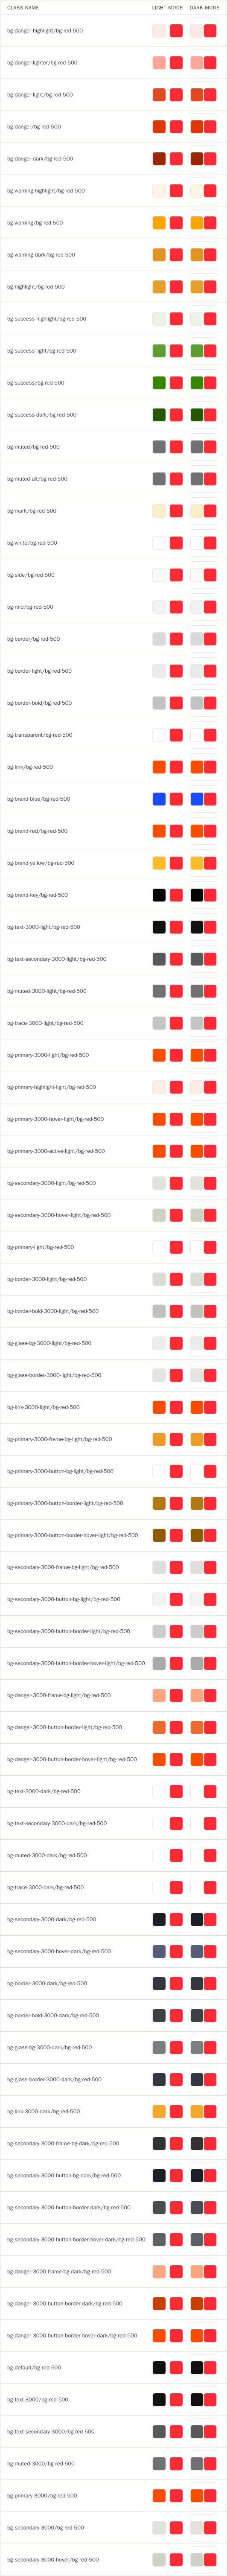 CLASS NAME LIGHT MODE DARK MODE
bg-danger-highlight/bg-red-500
bg-danger-lighter/bg-red-500
bg-danger-light/bg-red-500
bg-danger/bg-red-500
bg-danger-dark/bg-red-500
bg-warning-highlight/bg-red-500
bg-warning/bg-red-500
bg-warning-dark/bg-red-500
bg-highlight/bg-red-500
bg-success-highlight/bg-red-500
bg-success-light/bg-red-500
bg-success/bg-red-500
bg-success-dark/bg-red-500
bg-muted/bg-red-500
bg-muted-alt/bg-red-500
bg-mark/bg-red-500
bg-white/bg-red-500
bg-side/bg-red-500
bg-mid/bg-red-500
bg-border/bg-red-500
bg-border-light/bg-red-500
bg-border-bold/bg-red-500
bg-transparent/bg-red-500
bg-link/bg-red-500
bg-brand-blue/bg-red-500
bg-brand-red/bg-red-500
bg-brand-yellow/bg-red-500
bg-brand-key/bg-red-500
bg-text-3000-light/bg-red-500
bg-text-secondary-3000-light/bg-red-500
bg-muted-3000-light/bg-red-500
bg-trace-3000-light/bg-red-500
bg-primary-3000-light/bg-red-500
bg-primary-highlight-light/bg-red-500
bg-primary-3000-hover-light/bg-red-500
bg-primary-3000-active-light/bg-red-500
bg-secondary-3000-light/bg-red-500
bg-secondary-3000-hover-light/bg-red-500
bg-primary-light/bg-red-500
bg-border-3000-light/bg-red-500
bg-border-bold-3000-light/bg-red-500
bg-glass-bg-3000-light/bg-red-500
bg-glass-border-3000-light/bg-red-500
bg-link-3000-light/bg-red-500
bg-primary-3000-frame-bg-light/bg-red-500
bg-primary-3000-button-bg-light/bg-red-500
bg-primary-3000-button-border-light/bg-red-500
bg-primary-3000-button-border-hover-light/bg-red-500
bg-secondary-3000-frame-bg-light/bg-red-500
bg-secondary-3000-button-bg-light/bg-red-500
bg-secondary-3000-button-border-light/bg-red-500
bg-secondary-3000-button-border-hover-light/bg-red-500
bg-danger-3000-frame-bg-light/bg-red-500
bg-danger-3000-button-border-light/bg-red-500
bg-danger-3000-button-border-hover-light/bg-red-500
bg-text-3000-dark/bg-red-500
bg-text-secondary-3000-dark/bg-red-500
bg-muted-3000-dark/bg-red-500
bg-trace-3000-dark/bg-red-500
bg-secondary-3000-dark/bg-red-500
bg-secondary-3000-hover-dark/bg-red-500
bg-border-3000-dark/bg-red-500
bg-border-bold-3000-dark/bg-red-500
bg-glass-bg-3000-dark/bg-red-500
bg-glass-border-3000-dark/bg-red-500
bg-link-3000-dark/bg-red-500
bg-secondary-3000-frame-bg-dark/bg-red-500
bg-secondary-3000-button-bg-dark/bg-red-500
bg-secondary-3000-button-border-dark/bg-red-500
bg-secondary-3000-button-border-hover-dark/bg-red-500
bg-danger-3000-frame-bg-dark/bg-red-500
bg-danger-3000-button-border-dark/bg-red-500
bg-danger-3000-button-border-hover-dark/bg-red-500
bg-default/bg-red-500
bg-text-3000/bg-red-500
bg-text-secondary-3000/bg-red-500
bg-muted-3000/bg-red-500
bg-primary-3000/bg-red-500
bg-secondary-3000/bg-red-500
bg-secondary-3000-hover/bg-red-500